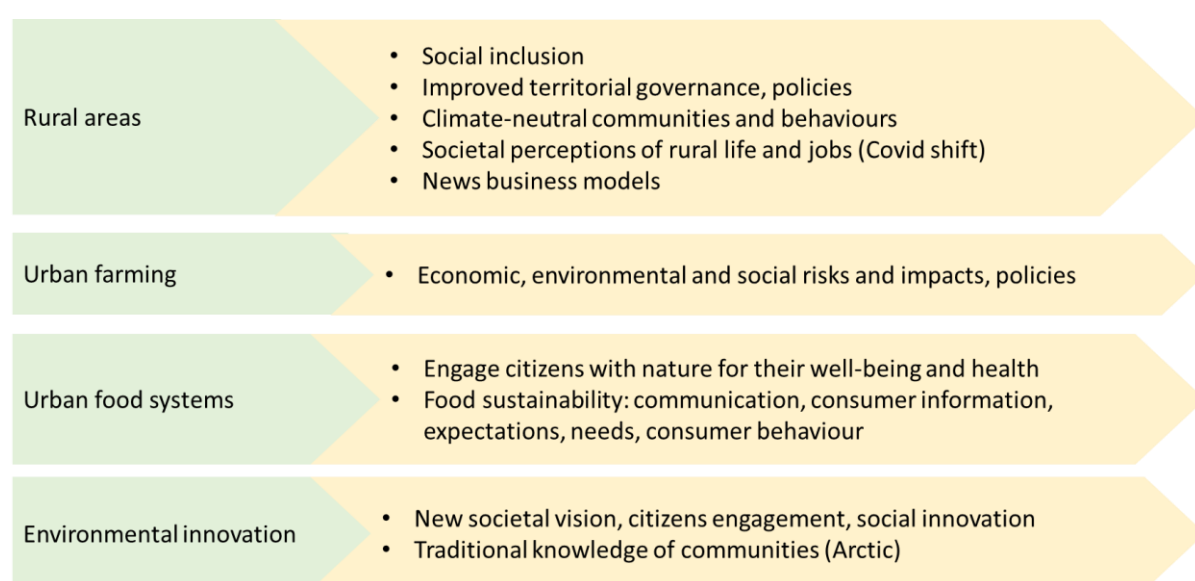 Rural areas
• Social inclusion
• Improved territorial governance, policies
• Climate-neutral communities and behaviours
• Societal perceptions of rural life and jobs (Covid shift)
• News business models
Urban farming
• Economic, environmental and social risks and impacts, policies
Urban food systems
• Engage citizens with nature for their well-being and health
• Food sustainability: communication, consumer information,
expectations, needs, consumer behaviour
Environmental innovation
• New societal vision, citizens engagement, social innovation
• Traditional knowledge of communities (Arctic)